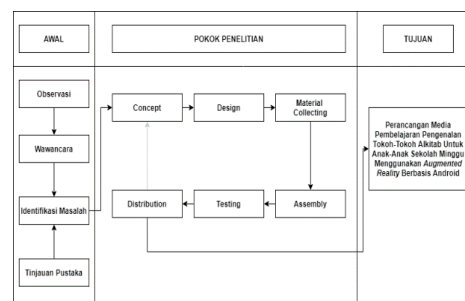 AWAL
POKOK PENELITIAN
TUJUAN
Observasi
Wawancara
Identifikasi Masalah
Tinjauan Pustaka
Concept
Design
Material
Collecting
Distribution
Testing
Assembly
Perancangan Media
Pembelajaran Pengenalan
Tokoh-Tokoh Alkitab Untuk
Anak-Anak Sekolah Minggu
Menggunakan Augmented
Reality Berbasis Android